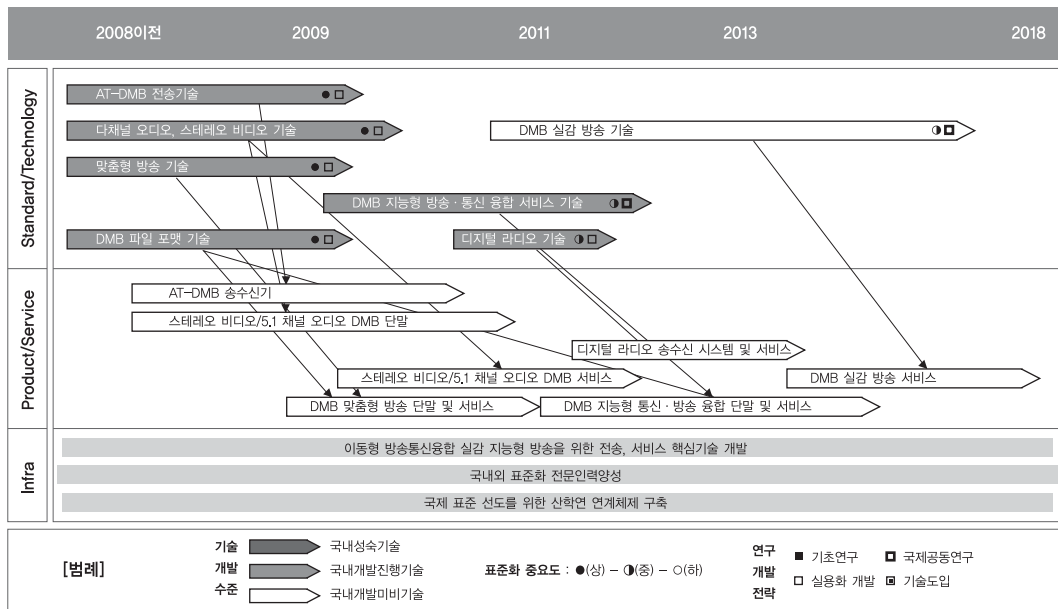 2008이전 2009 2011 2013 2018
Standard/Technology
AT-DMB 전송기술 ●□
다채널 오디오, 스테레오 비디오 기술 ●□
DMB 실감 방송 기술 ◑□
맞춤형 방송 기술 ●□
DMB 지능형 방송·통신 융합 서비스 기술 ◑□
DMB 파일 포맷 기술 ●□
디지털 라디오 기술 ◑□
Product/Service
AT-DMB 송수신기
스테레오 비디오/5.1 채널 오디오 DMB 단말
디지털 라디오 송수신 시스템 및 서비스
스테레오 비디오/5.1 채널 오디오 DMB 서비스
DMB 실감 방송 서비스
DMB 맞춤형 방송 단말 및 서비스
DMB 지능형 통신·방송 융합 단말 및 서비스
Infra
이동형 방송통신융합 실감 지능형 방송을 위한 전송, 서비스 핵심기술 개발
국내외 표준화 전문인력양성
국제 표준 선도를 위한 산학연 연계체제 구축
[범례]
기술 개발 수준
국내성숙기술
국내개발진행기술
국내개발미비기술
표준화 중요도 : ●(상) - ◑(중) - ○(하)
연구 개발 전략
■ 기초연구 □ 국제공동연구
□ 실용화 개발 ▣ 기술도입